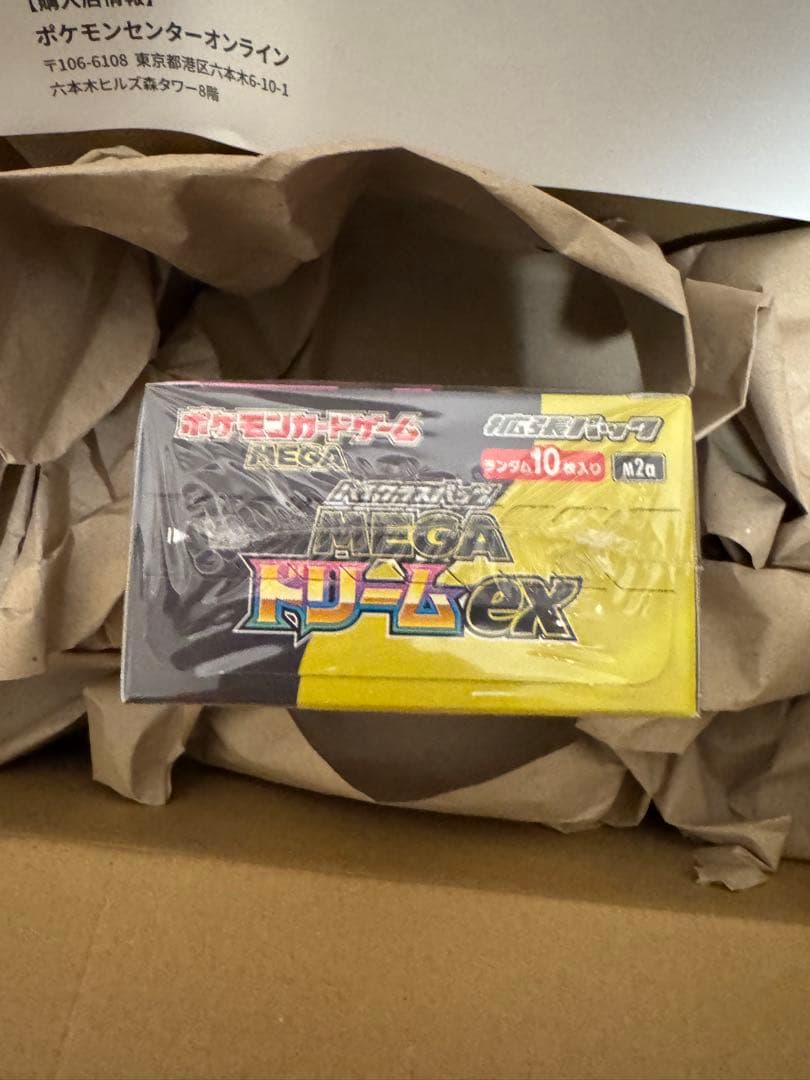 【購入店情報】
ポケモンセンターオンライン
〒106-6108 東京都港区六本木6-10-1
六本木ヒルズ森タワー8階
ポケモンカードゲーム
MEGA
拡張パック
ランダム10枚入り
M2a
ハイクラスパック
MEGA
ドリームex